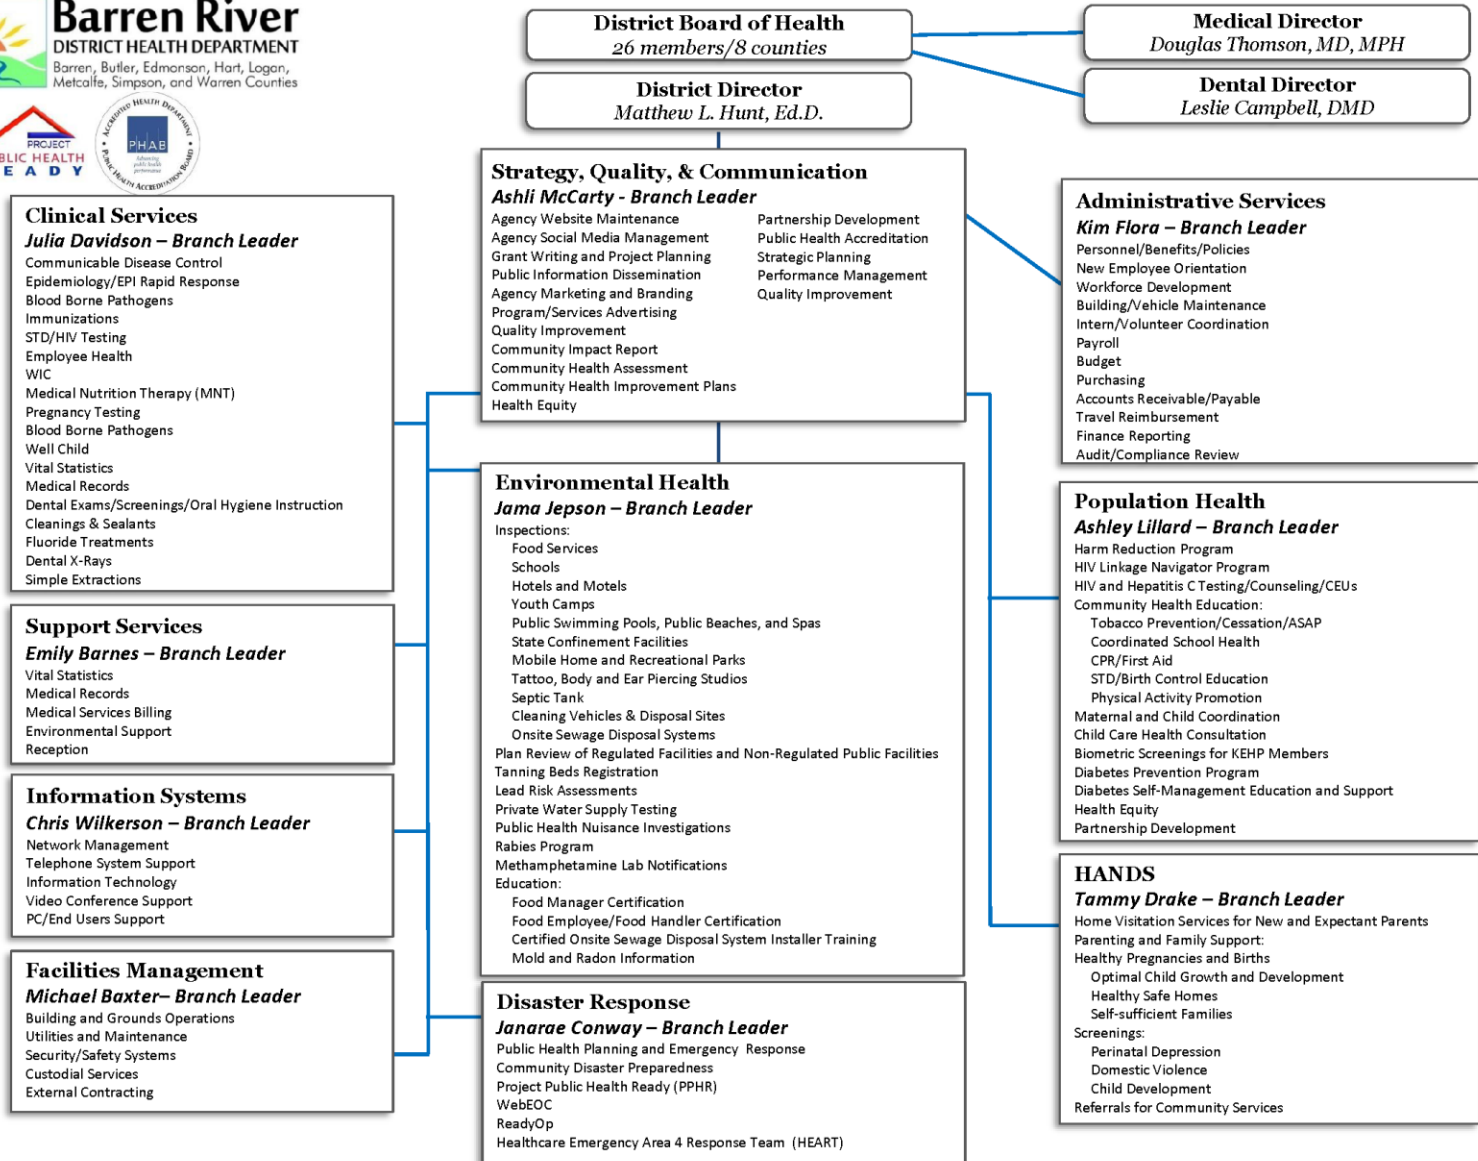 Barren River
DISTRICT HEALTH DEPARTMENT
Barren, Butler, Edmonson, Hart, Logan,
Metcalfe, Simpson, and Warren Counties
PROJECT
BLIC HEALTH
E A D Y
ACCREDITED HEALTH DEPARTMENT
PUBLIC HEALTH ACCREDITATION BOARD
PHAB
Advancing
public health
performance
District Board of Health
26 members/8 counties
District Director
Matthew L. Hunt, Ed.D.
Medical Director
Douglas Thomson, MD, MPH
Dental Director
Leslie Campbell, DMD
Strategy, Quality, & Communication
Ashli McCarty - Branch Leader
Agency Website Maintenance
Agency Social Media Management
Grant Writing and Project Planning
Public Information Dissemination
Agency Marketing and Branding
Program/Services Advertising
Quality Improvement
Community Impact Report
Community Health Assessment
Community Health Improvement Plans
Health Equity
Partnership Development
Public Health Accreditation
Strategic Planning
Performance Management
Quality Improvement
Clinical Services
Julia Davidson – Branch Leader
Communicable Disease Control
Epidemiology/EPI Rapid Response
Blood Borne Pathogens
Immunizations
STD/HIV Testing
Employee Health
WIC
Medical Nutrition Therapy (MNT)
Pregnancy Testing
Blood Borne Pathogens
Well Child
Vital Statistics
Medical Records
Dental Exams/Screenings/Oral Hygiene Instruction
Cleanings & Sealants
Fluoride Treatments
Dental X-Rays
Simple Extractions
Support Services
Emily Barnes – Branch Leader
Vital Statistics
Medical Records
Medical Services Billing
Environmental Support
Reception
Information Systems
Chris Wilkerson – Branch Leader
Network Management
Telephone System Support
Information Technology
Video Conference Support
PC/End Users Support
Facilities Management
Michael Baxter– Branch Leader
Building and Grounds Operations
Utilities and Maintenance
Security/Safety Systems
Custodial Services
External Contracting
Environmental Health
Jama Jepson – Branch Leader
Inspections:
Food Services
Schools
Hotels and Motels
Youth Camps
Public Swimming Pools, Public Beaches, and Spas
State Confinement Facilities
Mobile Home and Recreational Parks
Tattoo, Body and Ear Piercing Studios
Septic Tank
Cleaning Vehicles & Disposal Sites
Onsite Sewage Disposal Systems
Plan Review of Regulated Facilities and Non-Regulated Public Facilities
Tanning Beds Registration
Lead Risk Assessments
Private Water Supply Testing
Public Health Nuisance Investigations
Rabies Program
Methamphetamine Lab Notifications
Education:
Food Manager Certification
Food Employee/Food Handler Certification
Certified Onsite Sewage Disposal System Installer Training
Mold and Radon Information
Disaster Response
Janarae Conway – Branch Leader
Public Health Planning and Emergency Response
Community Disaster Preparedness
Project Public Health Ready (PPHR)
WebEOC
ReadyOp
Healthcare Emergency Area 4 Response Team (HEART)
Administrative Services
Kim Flora – Branch Leader
Personnel/Benefits/Policies
New Employee Orientation
Workforce Development
Building/Vehicle Maintenance
Intern/Volunteer Coordination
Payroll
Budget
Purchasing
Accounts Receivable/Payable
Travel Reimbursement
Finance Reporting
Audit/Compliance Review
Population Health
Ashley Lillard – Branch Leader
Harm Reduction Program
HIV Linkage Navigator Program
HIV and Hepatitis C Testing/Counseling/CEUs
Community Health Education:
Tobacco Prevention/Cessation/ASAP
Coordinated School Health
CPR/First Aid
STD/Birth Control Education
Physical Activity Promotion
Maternal and Child Coordination
Child Care Health Consultation
Biometric Screenings for KEHP Members
Diabetes Prevention Program
Diabetes Self-Management Education and Support
Health Equity
Partnership Development
HANDS
Tammy Drake – Branch Leader
Home Visitation Services for New and Expectant Parents
Parenting and Family Support:
Healthy Pregnancies and Births
Optimal Child Growth and Development
Healthy Safe Homes
Self-sufficient Families
Screenings:
Perinatal Depression
Domestic Violence
Child Development
Referrals for Community Services